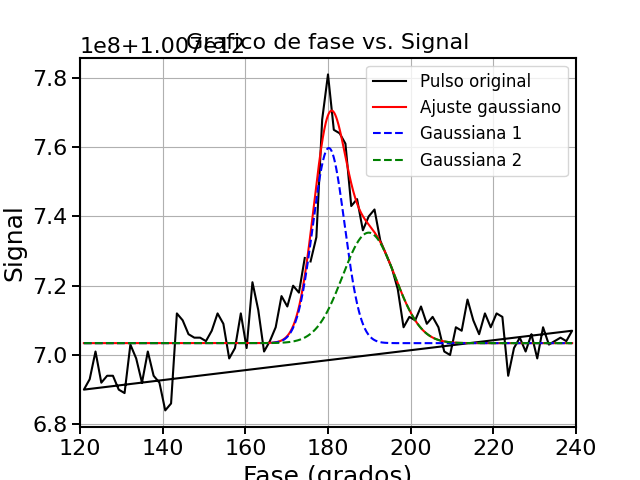 Grafico de fase vs. Signal
1e8+1.007e12
Pulso original
Ajuste gaussiano
Gaussiana 1
Gaussiana 2
Signal
7.8
7.6
7.4
7.2
7.0
6.8
120 140 160 180 200 220 240
Fase (grados)